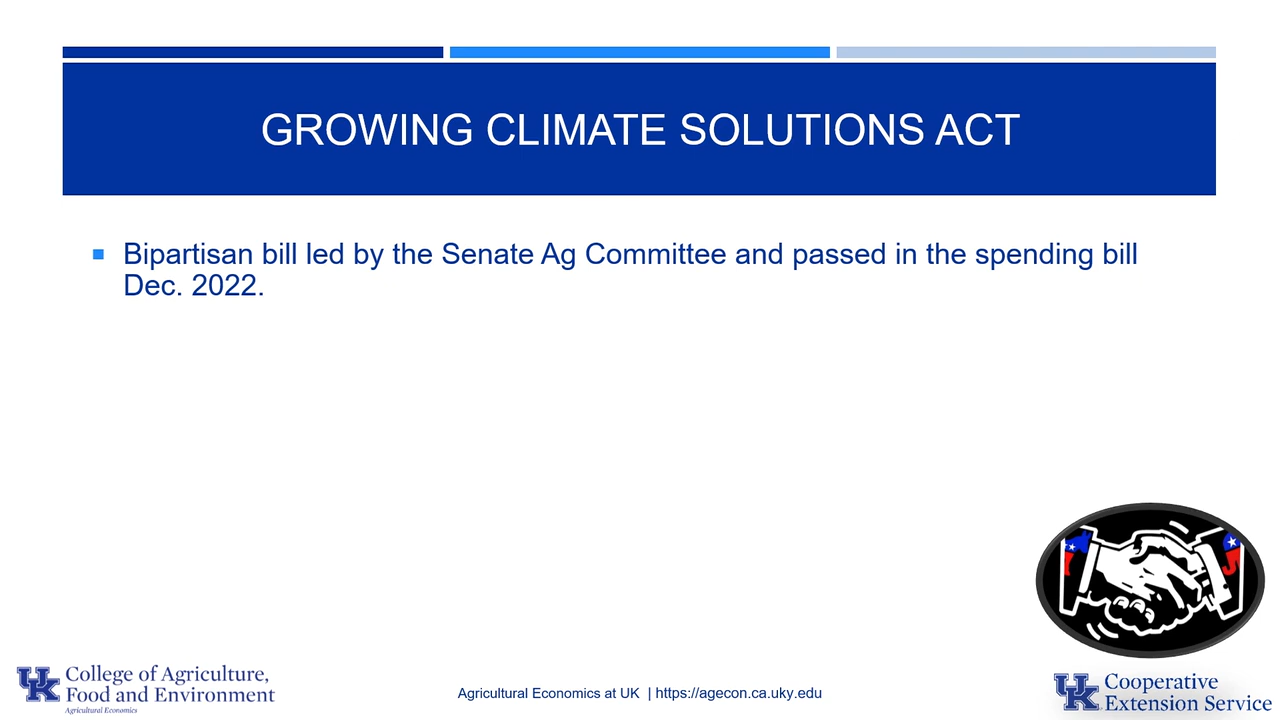 GROWING CLIMATE SOLUTIONS ACT
Bipartisan bill led by the Senate Ag Committee and passed in the spending bill
Dec. 2022.
UK College of Agriculture,
Food and Environment
Agricultural Economics
Agricultural Economics at UK | https://agecon.ca.uky.edu
UK Cooperative
Extension Service